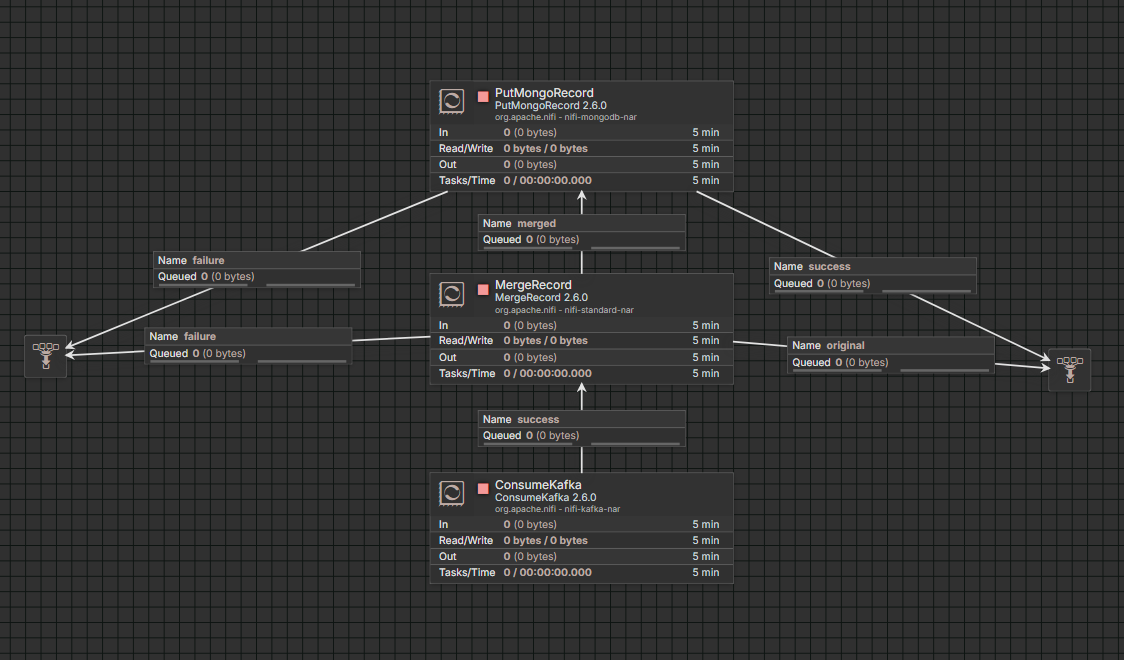 PutMongoRecord
PutMongoRecord 2.6.0
org.apache.nifi - nifi-mongodb-nar
In 0 (0 bytes) 5 min
Read/Write 0 bytes / 0 bytes 5 min
Out 0 (0 bytes) 5 min
Tasks/Time 0 / 00:00:00.000 5 min
Name merged
Queued 0 (0 bytes)
Name failure
Queued 0 (0 bytes)
Name success
Queued 0 (0 bytes)
MergeRecord
MergeRecord 2.6.0
org.apache.nifi - nifi-standard-nar
In 0 (0 bytes) 5 min
Read/Write 0 bytes / 0 bytes 5 min
Out 0 (0 bytes) 5 min
Tasks/Time 0 / 00:00:00.000 5 min
Name failure
Queued 0 (0 bytes)
Name original
Queued 0 (0 bytes)
Name success
Queued 0 (0 bytes)
ConsumeKafka
ConsumeKafka 2.6.0
org.apache.nifi - nifi-kafka-nar
In 0 (0 bytes) 5 min
Read/Write 0 bytes / 0 bytes 5 min
Out 0 (0 bytes) 5 min
Tasks/Time 0 / 00:00:00.000 5 min